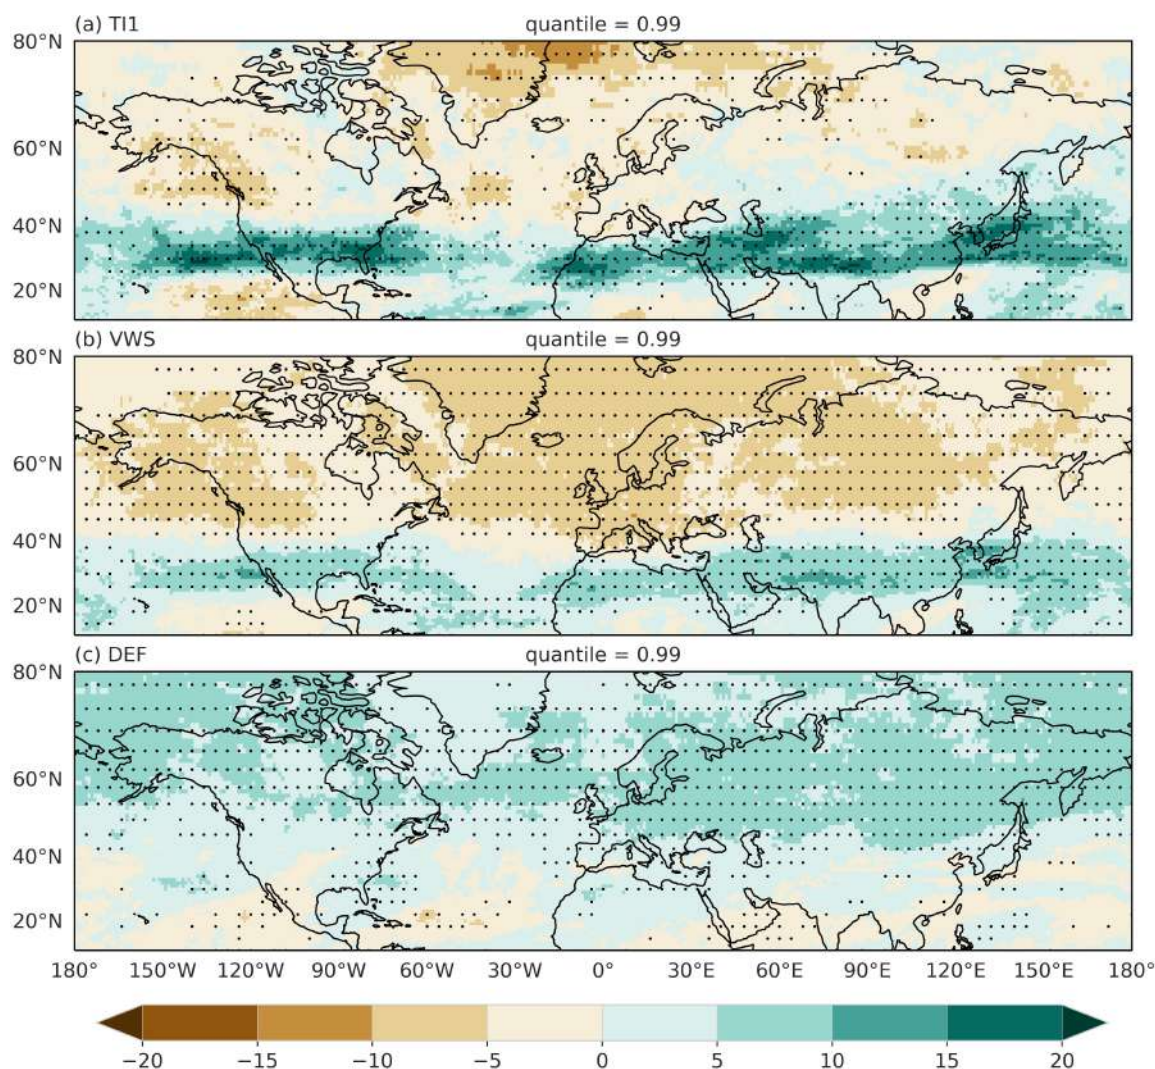 (a) TI1 quantile = 0.99
80°N
60°N
40°N
20°N
(b) VWS quantile = 0.99
80°N
60°N
40°N
20°N
(c) DEF quantile = 0.99
80°N
60°N
40°N
20°N
180° 150°W 120°W 90°W 60°W 30°W 0° 30°E 60°E 90°E 120°E 150°E 180°
−20 −15 −10 −5 0 5 10 15 20